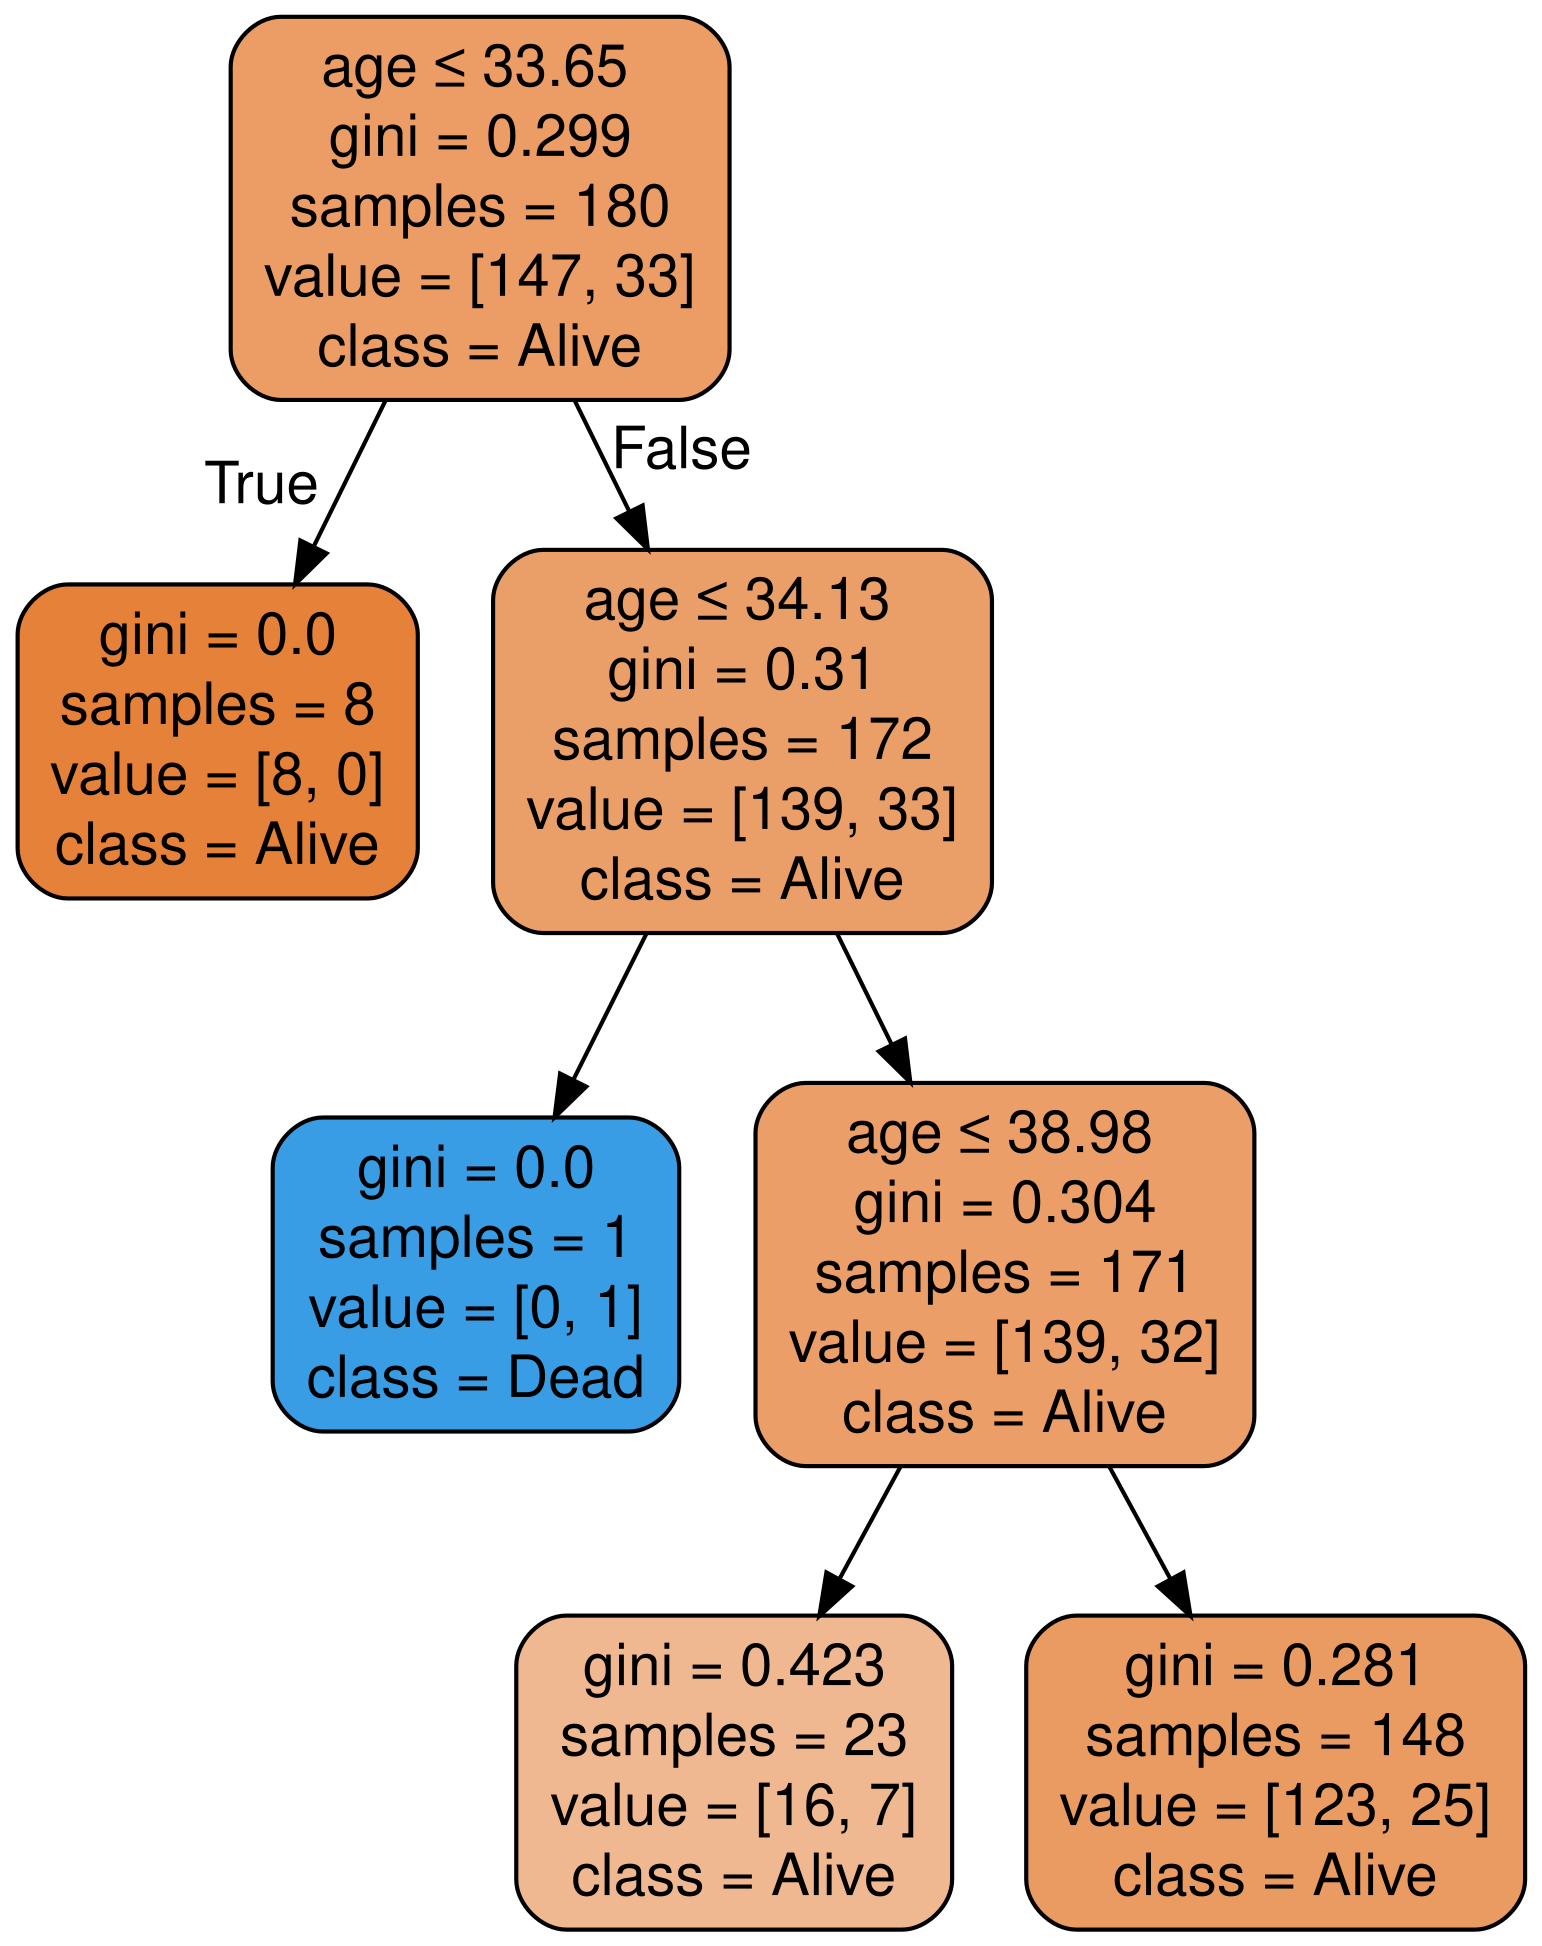 age ≤ 33.65
gini = 0.299
samples = 180
value = [147, 33]
class = Alive
True
False
gini = 0.0
samples = 8
value = [8, 0]
class = Alive
age ≤ 34.13
gini = 0.31
samples = 172
value = [139, 33]
class = Alive
gini = 0.0
samples = 1
value = [0, 1]
class = Dead
age ≤ 38.98
gini = 0.304
samples = 171
value = [139, 32]
class = Alive
gini = 0.423
samples = 23
value = [16, 7]
class = Alive
gini = 0.281
samples = 148
value = [123, 25]
class = Alive